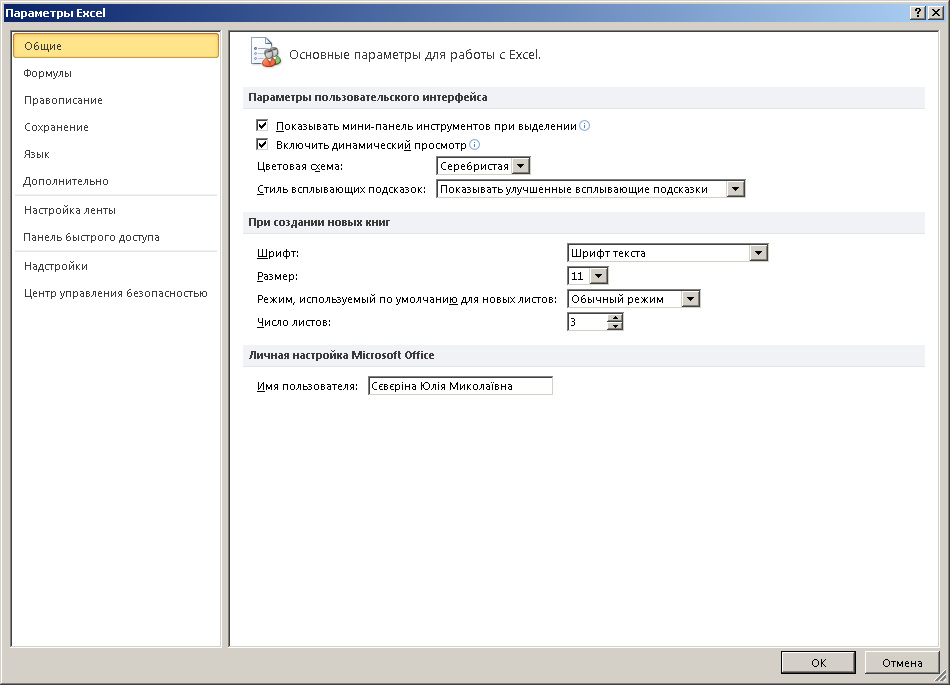 Параметры Excel
Общие
Формулы
Правописание
Сохранение
Язык
Дополнительно
Настройка ленты
Панель быстрого доступа
Надстройки
Центр управления безопасностью
Основные параметры для работы с Excel.
Параметры пользовательского интерфейса
Показывать мини-панель инструментов при выделении
Включить динамический просмотр
Цветовая схема: Серебристая
Стиль всплывающих подсказок: Показывать улучшенные всплывающие подсказки
При создании новых книг
Шрифт: Шрифт текста
Размер: 11
Режим, используемый по умолчанию для новых листов: Обычный режим
Число листов: 3
Личная настройка Microsoft Office
Имя пользователя: Сєвєріна Юлія Миколаївна
ОК Отмена